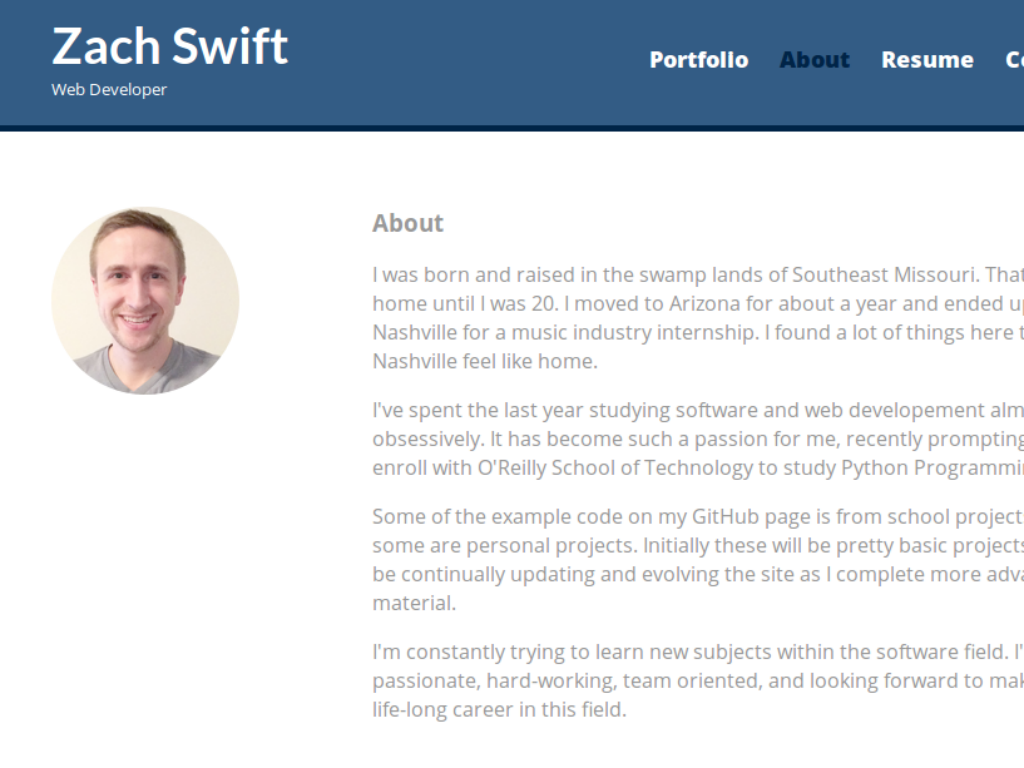 Zach Swift
Web Developer
Portfolio About Resume
About
I was born and raised in the swamp lands of Southeast Missouri. That
home until I was 20. I moved to Arizona for about a year and ended
Nashville for a music industry internship. I found a lot of things here
Nashville feel like home.
I've spent the last year studying software and web developement
obsessively. It has become such a passion for me, recently prompting
enroll with O'Reilly School of Technology to study Python
Some of the example code on my GitHub page is from school
some are personal projects. Initially these will be pretty basic projects
be continually updating and evolving the site as I complete more
material.
I'm constantly trying to learn new subjects within the software field.
passionate, hard-working, team oriented, and looking forward to
life-long career in this field.